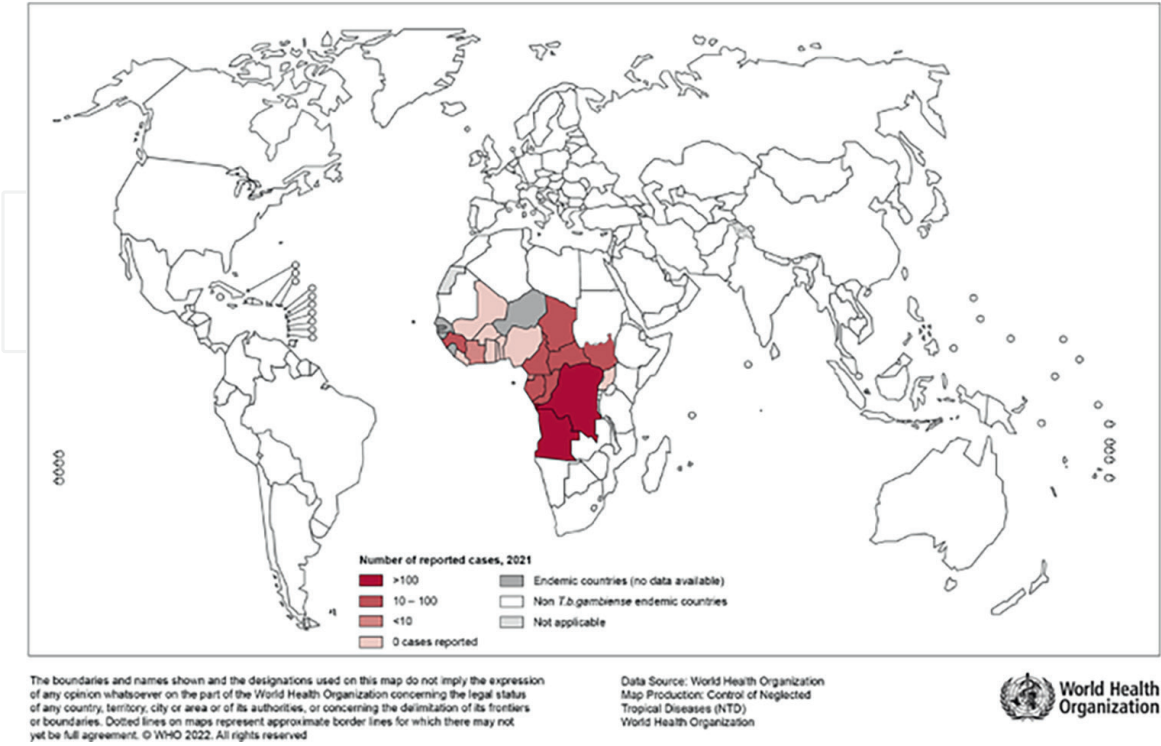 Number of reported cases, 2021
>100
10 – 100
<10
0 cases reported
Endemic countries (no data available)
Non T.b.gambiense endemic countries
Not applicable
The boundaries and names shown and the designations used on this map do not imply the expression
of any opinion whatsoever on the part of the World Health Organization concerning the legal status
of any country, territory, city or area or of its authorities, or concerning the delimitation of its frontiers
or boundaries. Dotted lines on maps represent approximate border lines for which there may not
yet be full agreement. © WHO 2022. All rights reserved
Data Source: World Health Organization
Map Production: Control of Neglected
Tropical Diseases (NTD)
World Health Organization
World Health
Organization